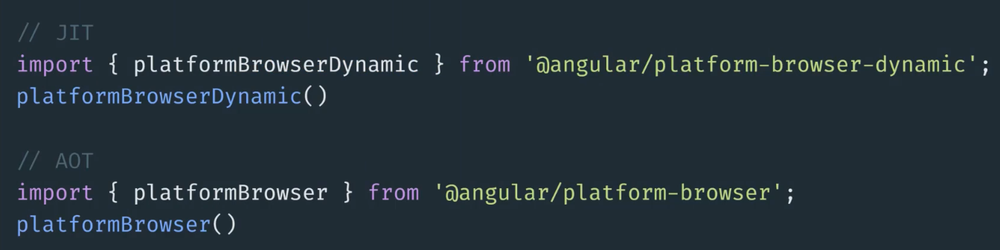 // JIT
import { platformBrowserDynamic } from '@angular/platform-browser-dynamic';
platformBrowserDynamic()
// AOT
import { platformBrowser } from '@angular/platform-browser';
platformBrowser()